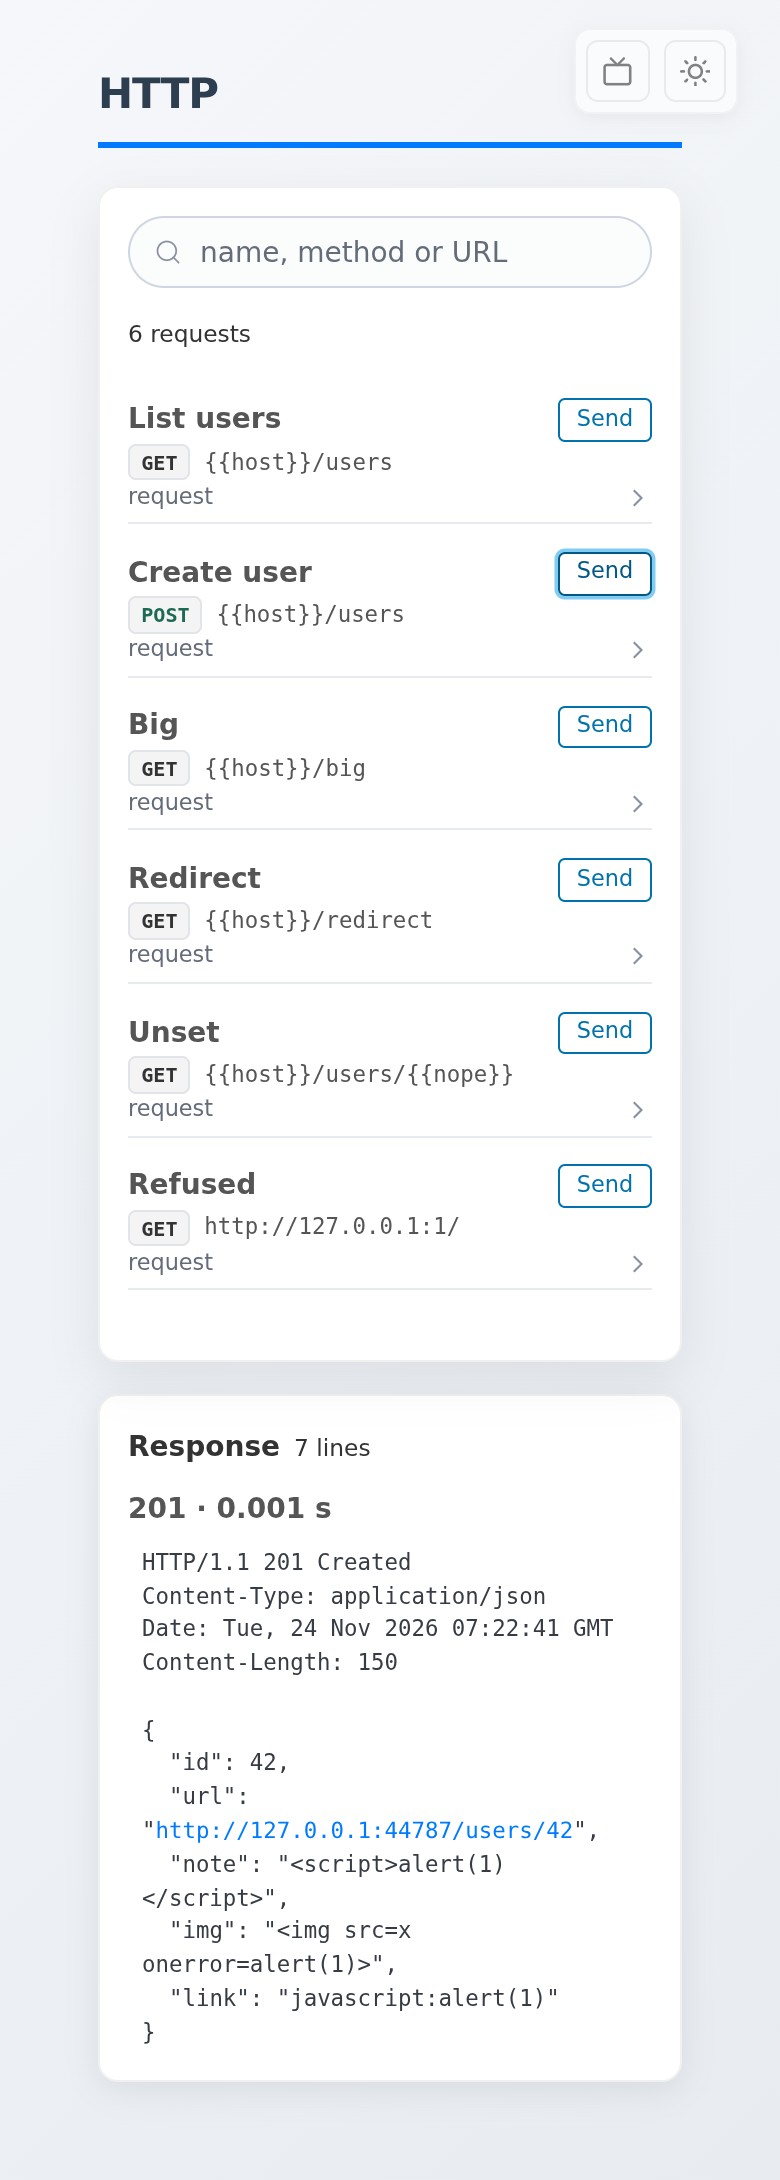 HTTP
name, method or URL
6 requests
List users
Send
GET {{host}}/users
request
Create user
Send
POST {{host}}/users
request
Big
Send
GET {{host}}/big
request
Redirect
Send
GET {{host}}/redirect
request
Unset
Send
GET {{host}}/users/{{nope}}
request
Refused
Send
GET http://127.0.0.1:1/
request
Response 7 lines
201 · 0.001 s
HTTP/1.1 201 Created
Content-Type: application/json
Date: Tue, 24 Nov 2026 07:22:41 GMT
Content-Length: 150
{
  "id": 42,
  "url":
"http://127.0.0.1:44787/users/42",
  "note": "<script>alert(1)
</script>",
  "img": "<img src=x
onerror=alert(1)>",
  "link": "javascript:alert(1)"
}